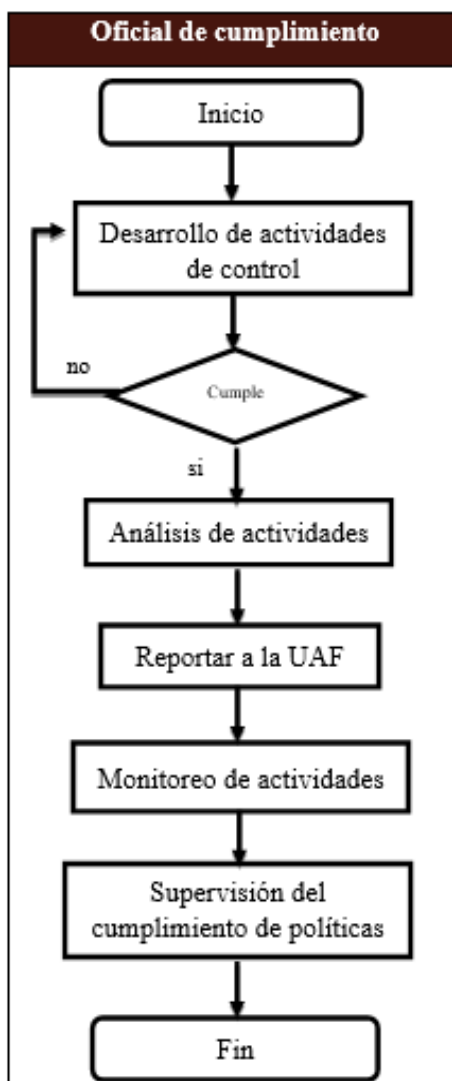 Oficial de cumplimiento
Inicio
Desarrollo de actividades
de control
no
Cumple
si
Análisis de actividades
Reportar a la UAF
Monitoreo de actividades
Supervisión del
cumplimiento de políticas
Fin